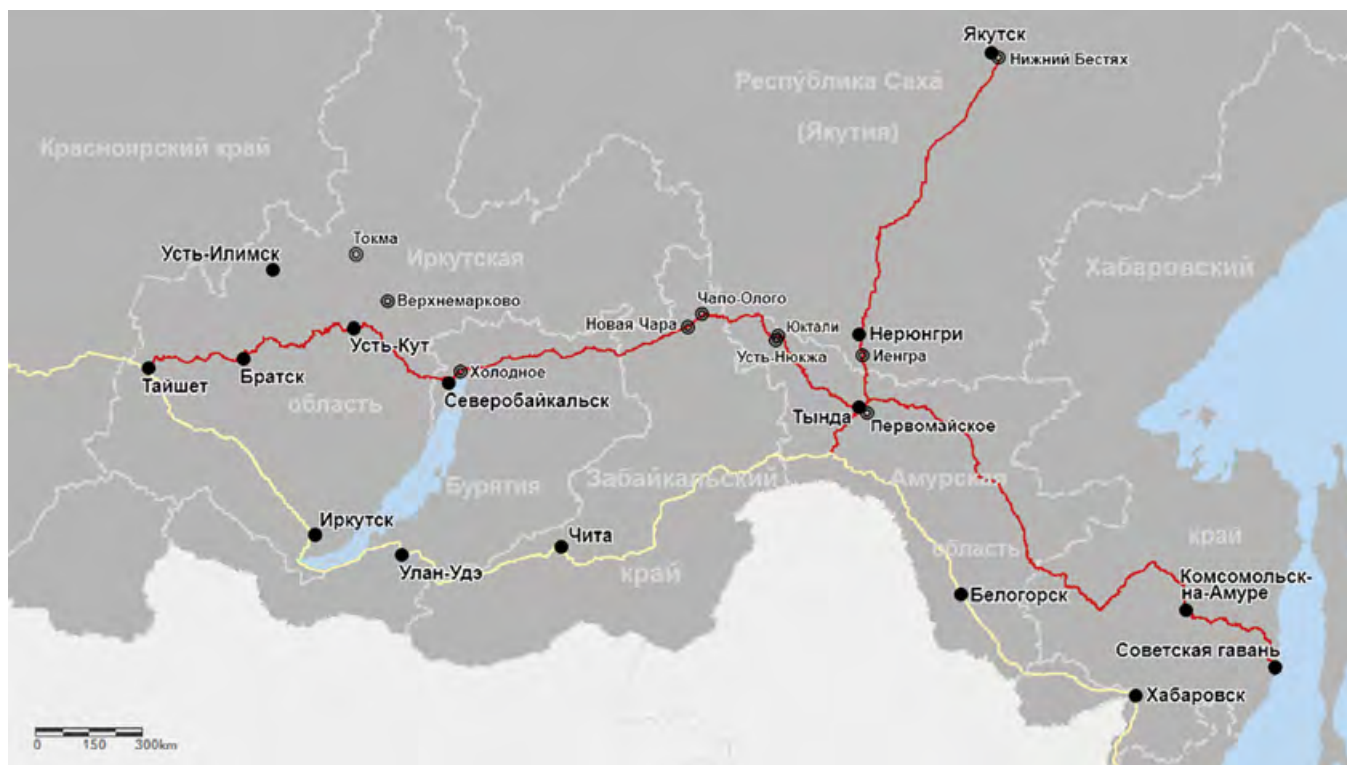 Якутск
Нижний Бестях
Респу́блика Саха́
(Якутия)
Красноярский край
Токма
Усть-Илимск
Иркутская
Хабаровский
Верхнемарково
Чапо-Олого
Новая Чара
Юктали
Усть-Нюкжа
Нерюнгри
Иенгра
Усть-Кут
Братск
Тайшет
Холодное
Северобайкальск
область
Тында
Первомайское
Бурятия
Забайкальский
Амурская
Иркутск
Чита
Улан-Удэ
край
область
край
Белогорск
Комсомольск-
на-Амуре
Советская гавань
Хабаровск
0 150 300km